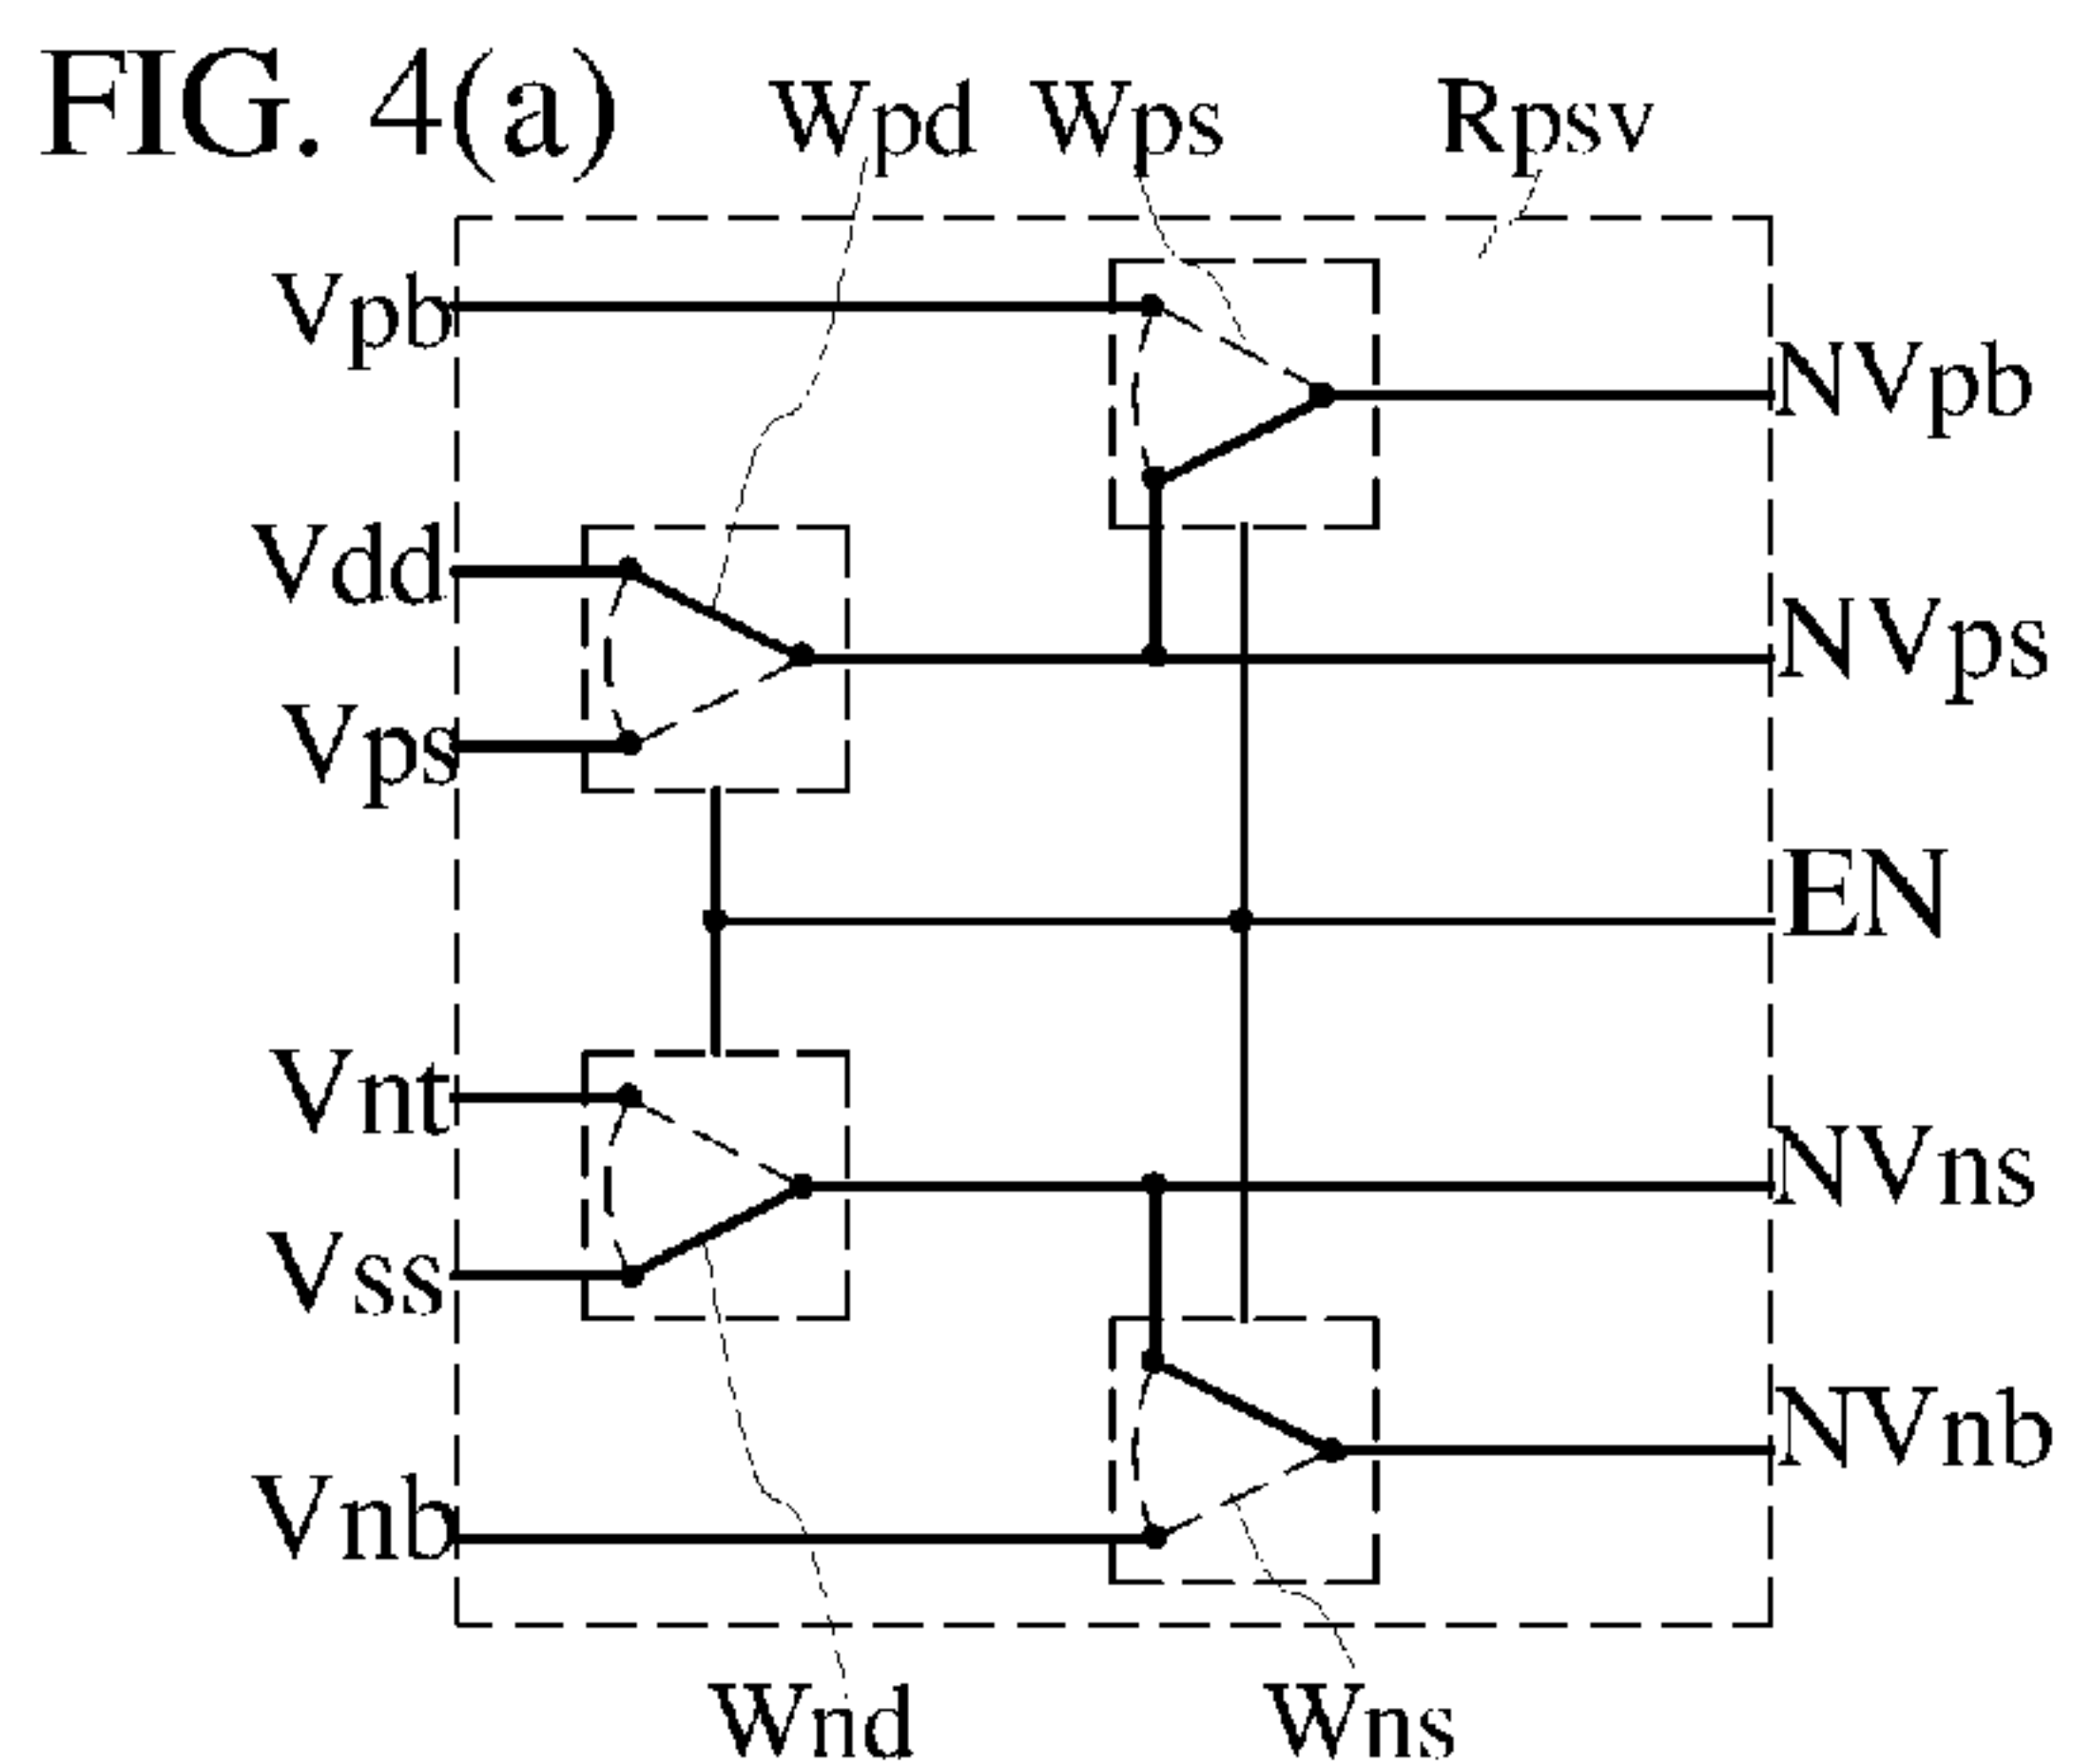 FIG. 4(a)
Wpd
Wps
Rpsv
Vpb
NVpb
Vdd
NVps
Vps
EN
Vnt
NVns
Vss
NVnb
Vnb
Wnd
Wns